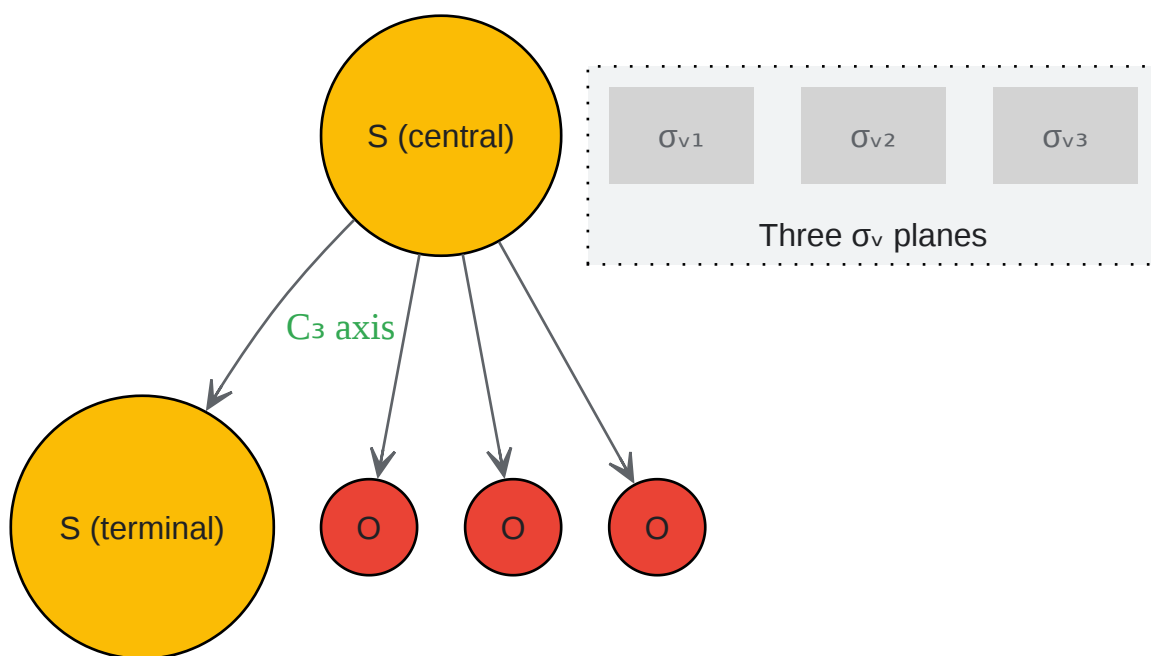 S (central)
σᵥ₁
σᵥ₂
σᵥ₃
Three σᵥ planes
C₃ axis
S (terminal)
O
O
O